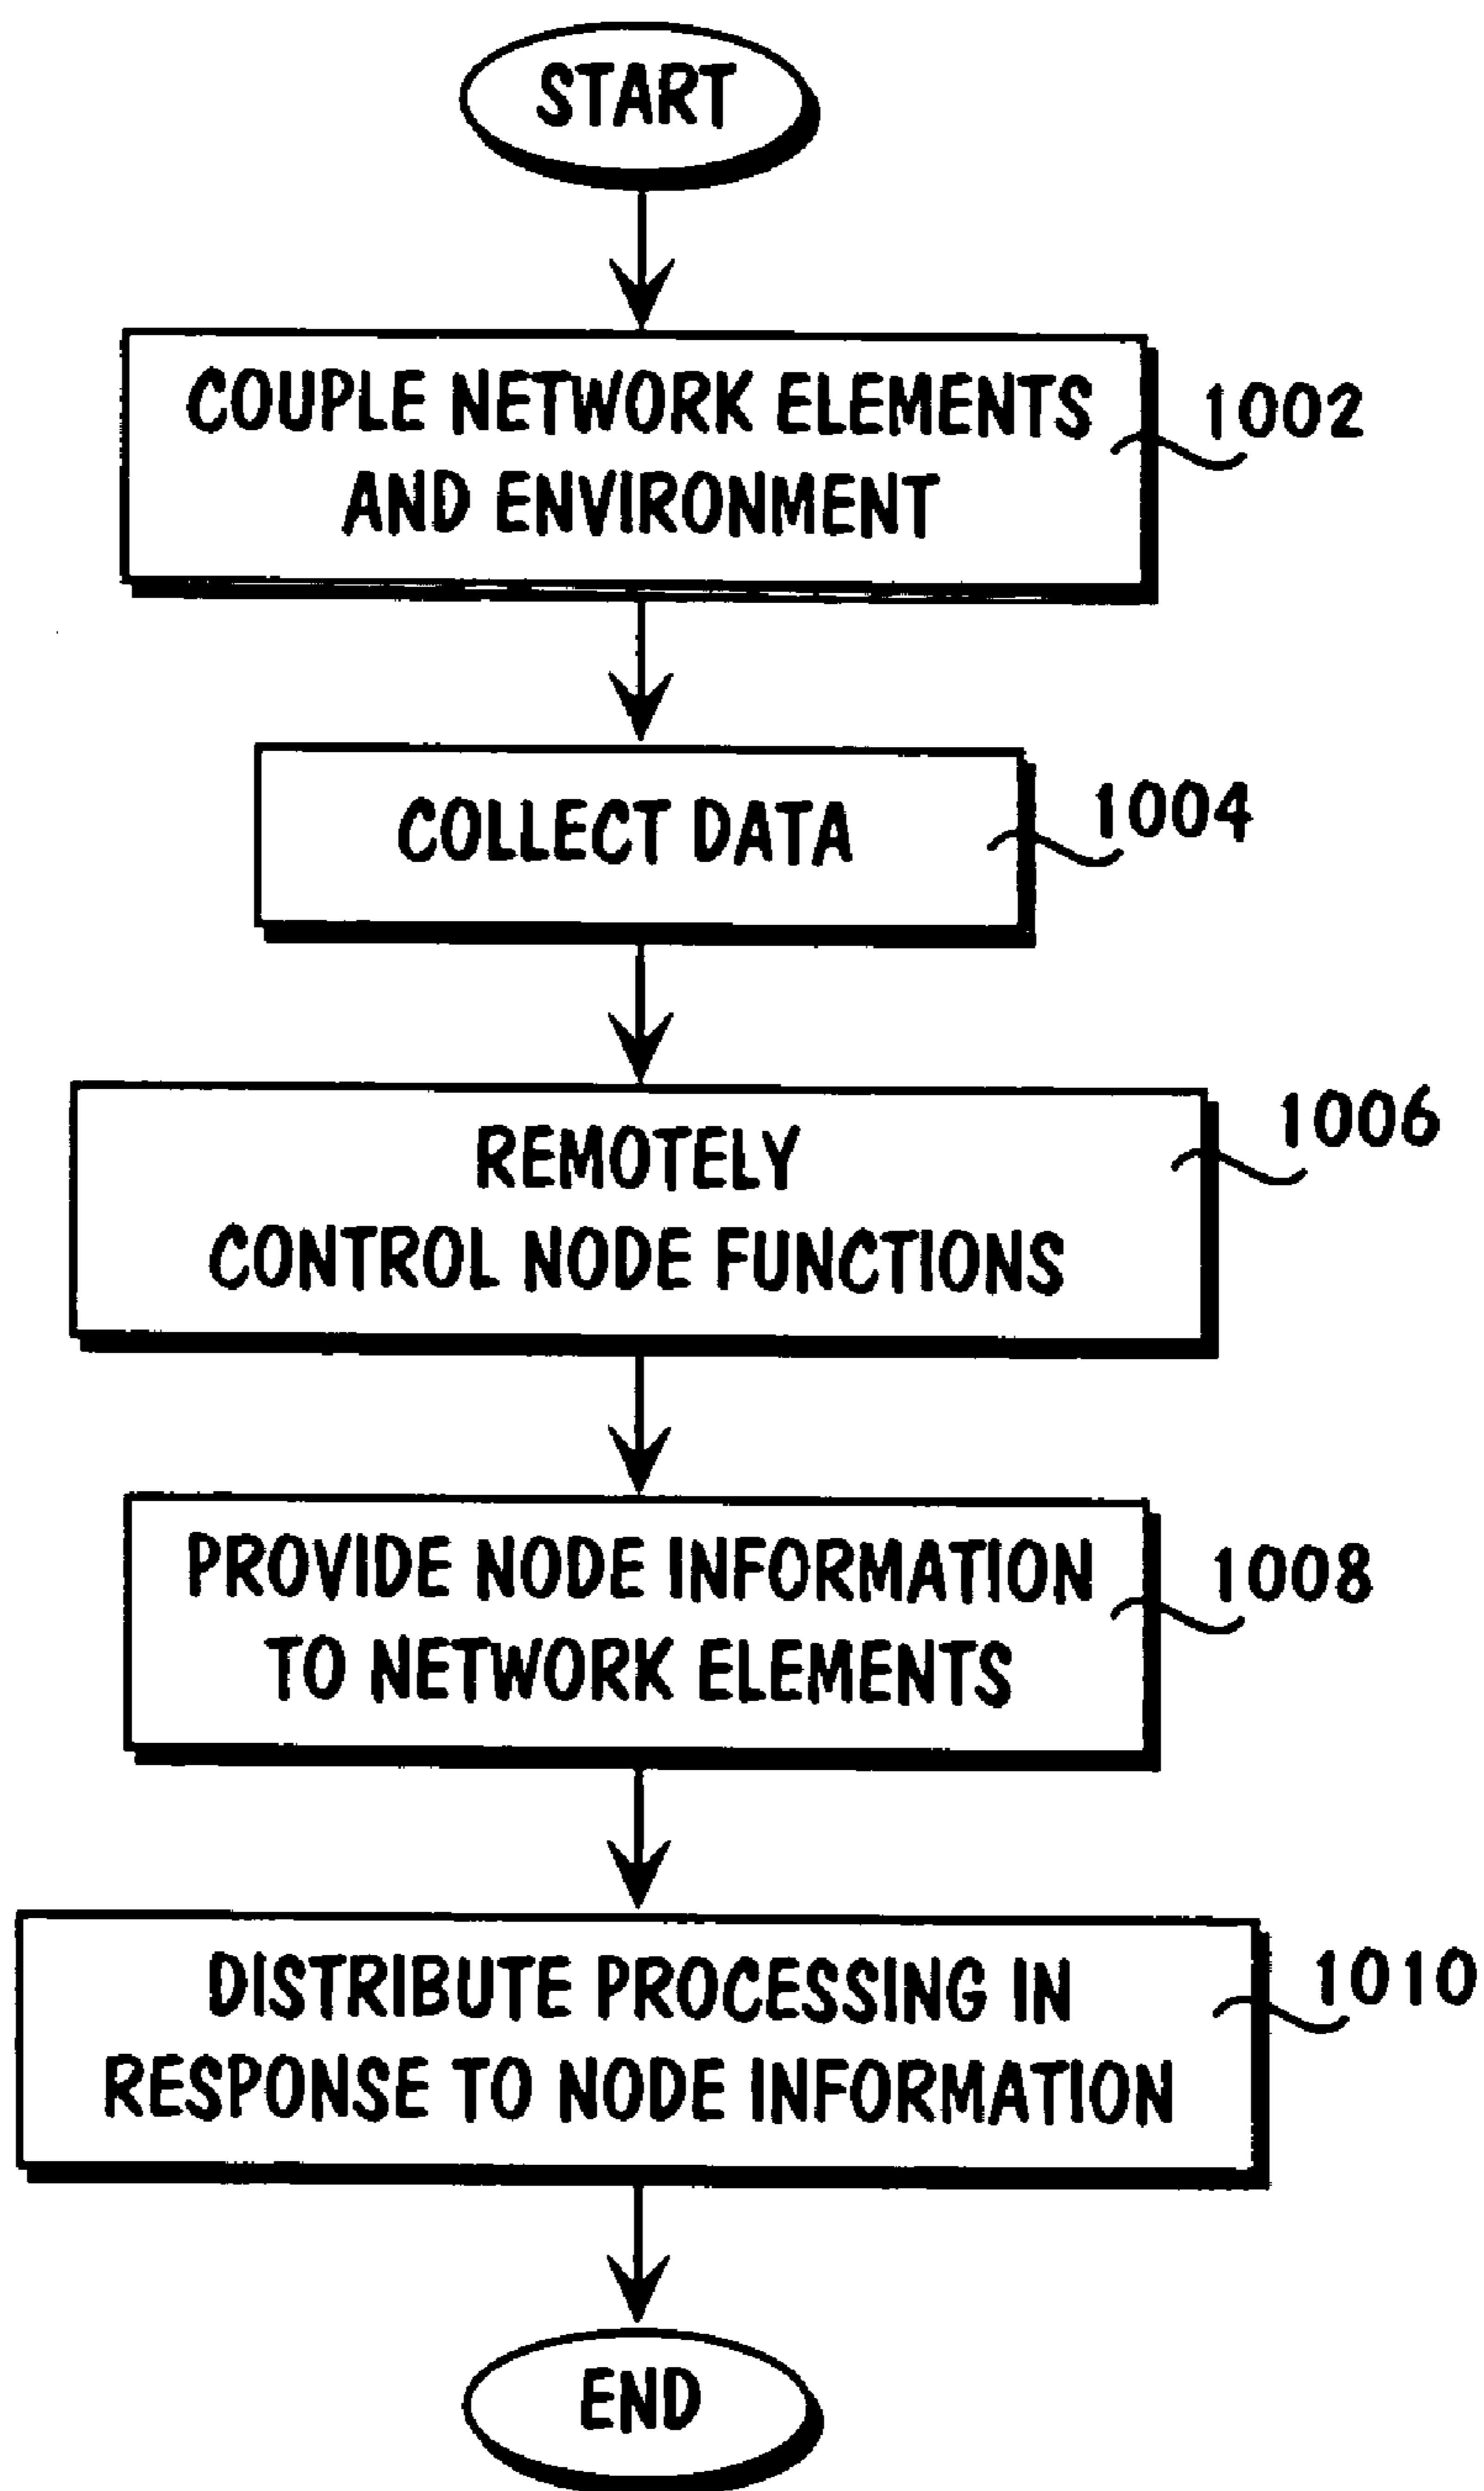 START
COUPLE NETWORK ELEMENTS
AND ENVIRONMENT
1002
COLLECT DATA
1004
REMOTELY
CONTROL NODE FUNCTIONS
1006
PROVIDE NODE INFORMATION
TO NETWORK ELEMENTS
1008
DISTRIBUTE PROCESSING IN
RESPONSE TO NODE INFORMATION
1010
END